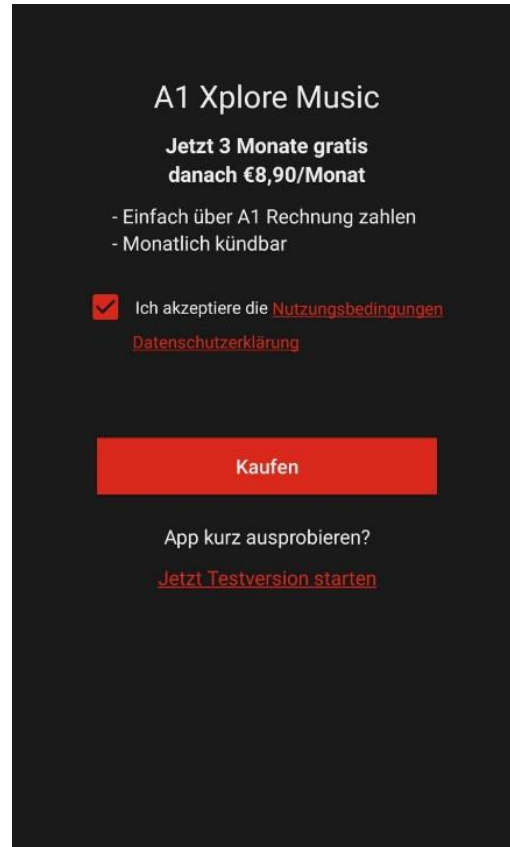 A1 Xplore Music
Jetzt 3 Monate gratis
danach €8,90/Monat
- Einfach über A1 Rechnung zahlen
- Monatlich kündbar
Ich akzeptiere die Nutzungsbedingungen
Datenschutzerklärung
Kaufen
App kurz ausprobieren?
Jetzt Testversion starten